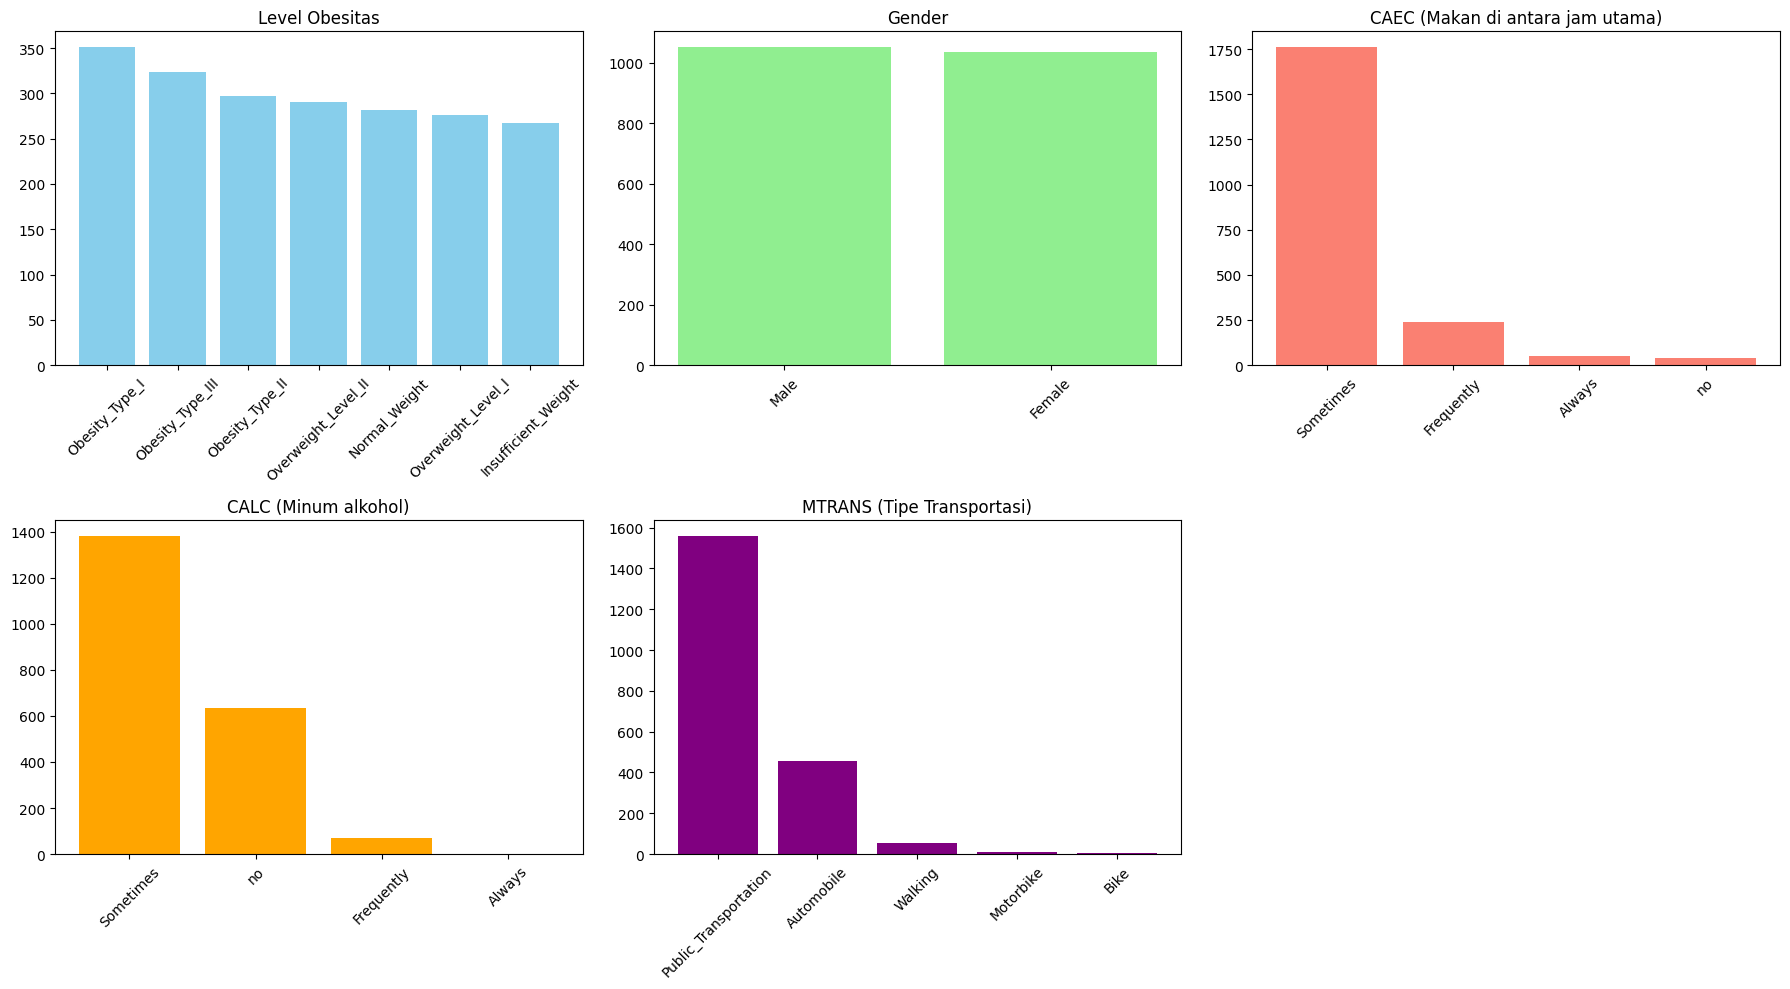 Level Obesitas
350
300
250
200
150
100
50
0
Obesity_Type_I
Obesity_Type_III
Obesity_Type_II
Overweight_Level_II
Normal_Weight
Overweight_Level_I
Insufficient_Weight
Gender
1000
800
600
400
200
0
Male
Female
CAEC (Makan di antara jam utama)
1750
1500
1250
1000
750
500
250
0
Sometimes
Frequently
Always
no
CALC (Minum alkohol)
1400
1200
1000
800
600
400
200
0
Sometimes
no
Frequently
Always
MTRANS (Tipe Transportasi)
1600
1400
1200
1000
800
600
400
200
0
Public_Transportation
Automobile
Walking
Motorbike
Bike